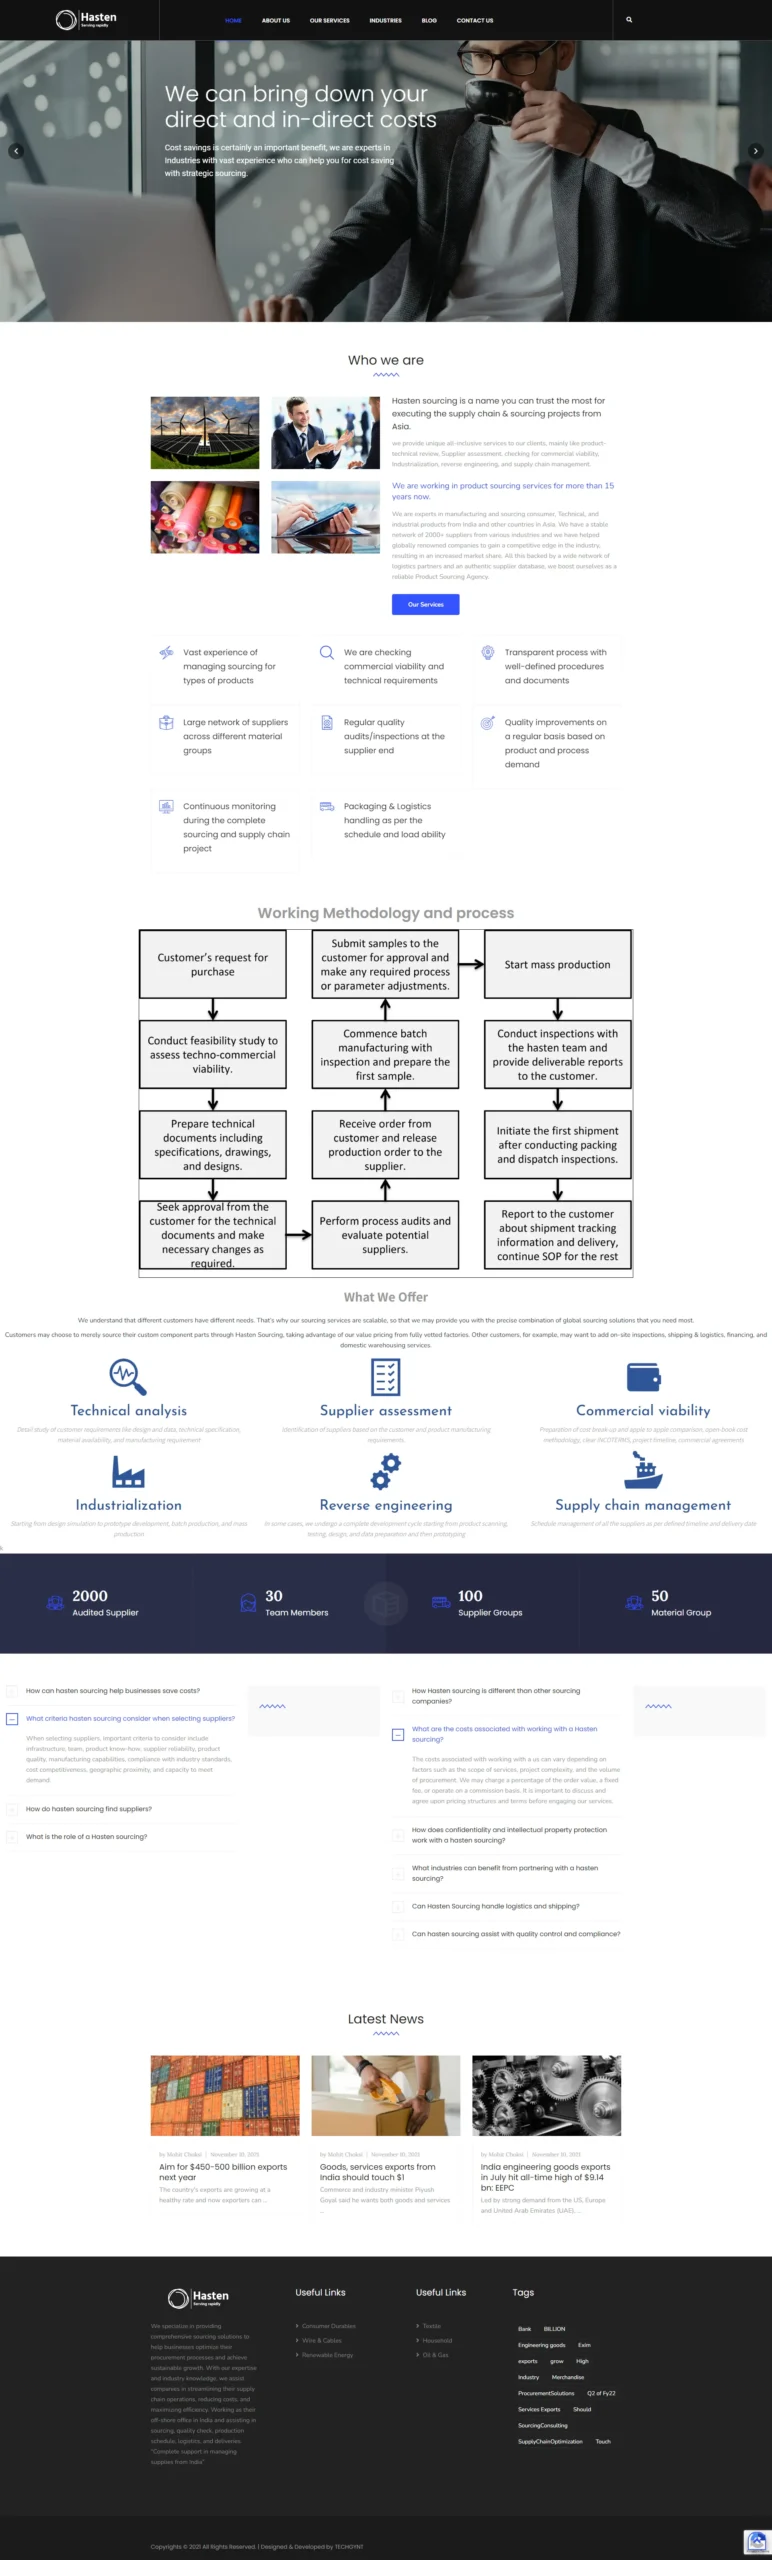 Hasten
Serving rapidly
HOME
ABOUT US
OUR SERVICES
INDUSTRIES
BLOG
CONTACT US
We can bring down your
direct and in-direct costs
Cost savings is certainly an important benefit, we are experts in
Industries with vast experience who can help you for cost saving
with strategic sourcing.
Who we are
Hasten sourcing is a name you can trust the most for
executing the supply chain & sourcing projects from
Asia.
we provide unique all-inclusive services to our clients, mainly like product-
technical review, Supplier assessment, checking for commercial viability,
Industrialization, reverse engineering, and supply chain management.
We are working in product sourcing services for more than 15
years now.
We are experts in manufacturing and sourcing consumer, Technical, and
industrial products from India and other countries in Asia. We have a stable
network of 2000+ suppliers from various industries and we have helped
globally renowned companies to gain a competitive edge in the industry,
resulting in an increased market share. All this backed by a wide network of
logistics partners and an authentic supplier database, we boost ourselves as a
reliable Product Sourcing Agency.
Our Services
Vast experience of
managing sourcing for
types of products
We are checking
commercial viability and
technical requirements
Transparent process with
well-defined procedures
and documents
Large network of suppliers
across different material
groups
Regular quality
audits/inspections at the
supplier end
Quality improvements on
a regular basis based on
product and process
demand
Continuous monitoring
during the complete
sourcing and supply chain
project
Packaging & Logistics
handling as per the
schedule and load ability
Working Methodology and process
Customer's request for
purchase
Conduct feasibility study to
assess techno-commercial
viability.
Prepare technical
documents including
specifications, drawings,
and designs.
Seek approval from the
customer for the technical
documents and make
necessary changes as
required.
Perform process audits and
evaluate potential
suppliers.
Receive order from
customer and release
production order to the
supplier.
Commence batch
manufacturing with
inspection and prepare the
first sample.
Submit samples to the
customer for approval and
make any required process
or parameter adjustments.
Start mass production
Conduct inspections with
the hasten team and
provide deliverable reports
to the customer.
Initiate the first shipment
after conducting packing
and dispatch inspections.
Report to the customer
about shipment tracking
information and delivery,
continue SOP for the rest
What We Offer
We understand that different customers have different needs. That's why our sourcing services are scalable, so that we may provide you with the precise combination of global sourcing solutions that you need most.
Customers may choose to merely source their custom component parts through Hasten Sourcing, taking advantage of our value pricing from fully vetted factories. Other customers, for example, may want to add on-site inspections, shipping & logistics, financing, and
domestic warehousing services.
Technical analysis
Detail study of customer requirements like design and data, technical specification,
material availability, and manufacturing requirement
Supplier assessment
Identification of suppliers based on the customer and product manufacturing
requirements
Commercial viability
Preparation of cost break-up and apple to apple comparison, open-book cost
methodology, clear INCOTERMS, project timeline, commercial agreements
Industrialization
Starting from design simulation to prototype development, batch production, and mass
production
Reverse engineering
In some cases, we undergo a complete development cycle starting from product scanning,
testing, design, and data preparation and then prototyping
Supply chain management
Schedule management of all the suppliers as per defined timeline and delivery date
2000
Audited Supplier
30
Team Members
100
Supplier Groups
50
Material Group
How can hasten sourcing help businesses save costs?
What criteria hasten sourcing consider when selecting suppliers?
When selecting suppliers, important criteria to consider include
infrastructure, team, product know-how, supplier reliability, product
quality, manufacturing capabilities, compliance with industry standards,
cost competitiveness, geographic proximity, and capacity to meet
demand.
How do hasten sourcing find suppliers?
What is the role of a Hasten sourcing?
How Hasten sourcing is different than other sourcing
companies?
What are the costs associated with working with a Hasten
sourcing?
The costs associated with working with a us can vary depending on
factors such as the scope of services, project complexity, and the volume
of procurement. We may charge a percentage of the order value, a fixed
fee, or operate on a commission basis. It is important to discuss and
agree upon pricing structures and terms before engaging our services.
How does confidentiality and intellectual property protection
work with a hasten sourcing?
What industries can benefit from partnering with a hasten
sourcing?
Can Hasten Sourcing handle logistics and shipping?
Can hasten sourcing assist with quality control and compliance?
Latest News
by Mohit Chokai | November 10, 2021
Aim for $450-500 billion exports
next year
The country's exports are growing at a
healthy rate and now exporters can ...
by Mohit Chokai | November 10, 2021
Goods, services exports from
India should touch $1
Commerce and industry minister Piyush
Goyal said he wants both goods and services
...
by Mohit Chokai | November 10, 2021
India engineering goods exports
in July hit all-time high of $9.14
bn: EEPC
Led by strong demand from the US, Europe
and United Arab Emirates (UAE), ...
Hasten
Serving rapidly
We specialize in providing
comprehensive sourcing solutions to
help businesses optimize their
procurement processes and achieve
sustainable growth. With our expertise
and industry knowledge, we assist
companies in streamlining their supply
chain operations, reducing costs, and
maximizing efficiency. Working as their
off-shore office in India and assisting in
sourcing, quality check, production
schedule, logistics, and deliveries.
"Complete support in managing
supplies from India"
Useful Links
Consumer Durables
Wire & Cables
Renewable Energy
Useful Links
Textile
Household
Oil & Gas
Tags
Bank BILLION
Engineering goods Exim
exports grow High
Industry Merchandise
ProcurementSolutions Q2 of Fy22
Services Exports Should
SourcingConsulting
SupplyChainOptimization Touch
Copyrights © 2021 All Rights Reserved. | Designed & Developed by TECHGYNT